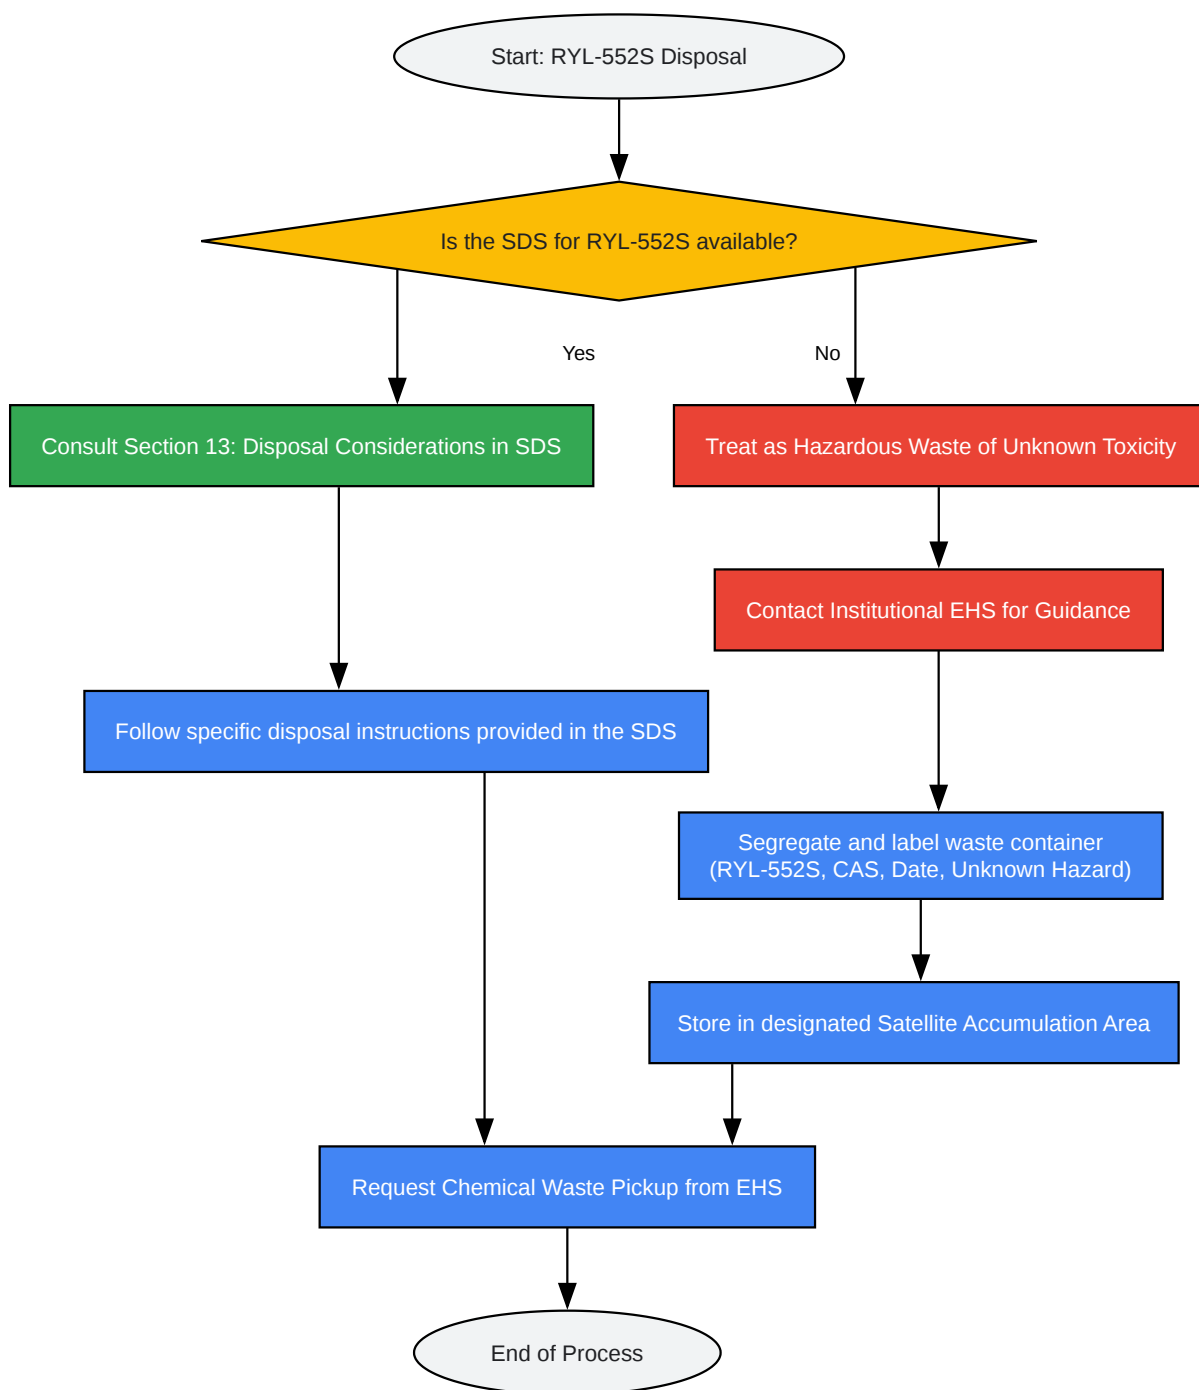 Start: RYL-552S Disposal
Is the SDS for RYL-552S available?
Yes
No
Consult Section 13: Disposal Considerations in SDS
Treat as Hazardous Waste of Unknown Toxicity
Contact Institutional EHS for Guidance
Follow specific disposal instructions provided in the SDS
Segregate and label waste container
(RYL-552S, CAS, Date, Unknown Hazard)
Store in designated Satellite Accumulation Area
Request Chemical Waste Pickup from EHS
End of Process